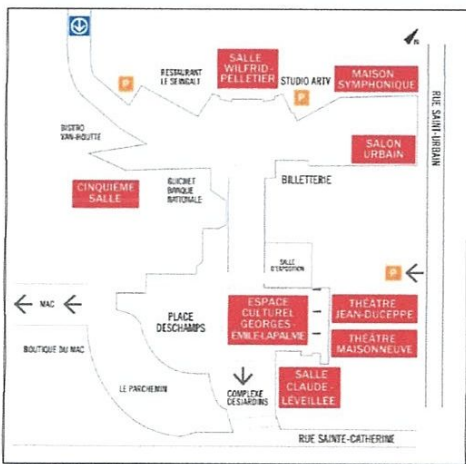 SALLE
WILFRID-
PELLETIER
N
P
RESTAURANT
LE SEINGALT
STUDIO ARTV
P
MAISON
SYMPHONIQUE
RUE SAINT-URBAIN
BISTRO
VAN-HOUTTE
SALON
URBAIN
CINQUIÈME
SALLE
GUICHET
BANQUE
NATIONALE
BILLETTERIE
SALLE
D'EXPOSITION
P
MAC
PLACE
DESCHAMPS
ESPACE
CULTUREL
GEORGES-
ÉMILE-LAPALME
THÉÂTRE
JEAN-DUCEPPE
THÉÂTRE
MAISONNEUVE
BOUTIQUE DU MAC
LE PARCHEMIN
COMPLEXE
DESJARDINS
SALLE
CLAUDE-
LÉVEILLÉE
RUE SAINTE-CATHERINE